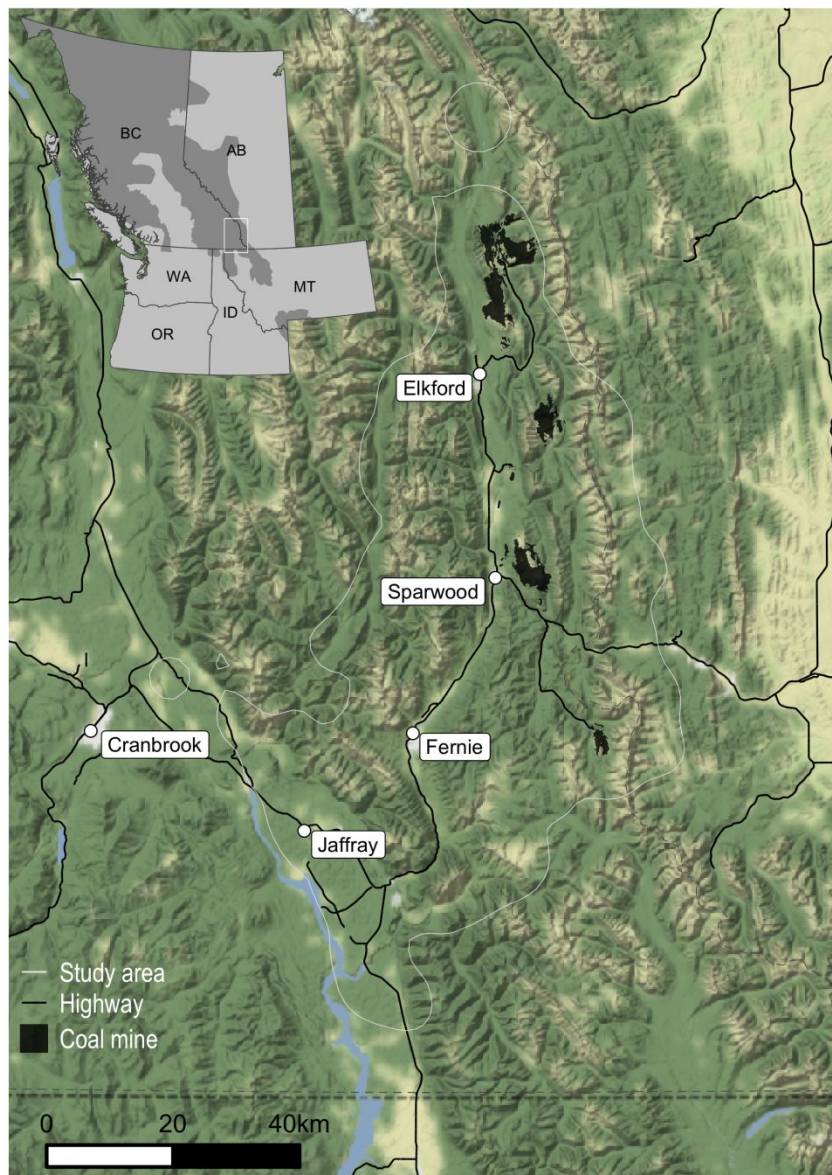 BC
AB
WA
MT
ID
OR
Elkford
Sparwood
Cranbrook
Fernie
Jaffray
Study area
Highway
Coal mine
0 20 40km